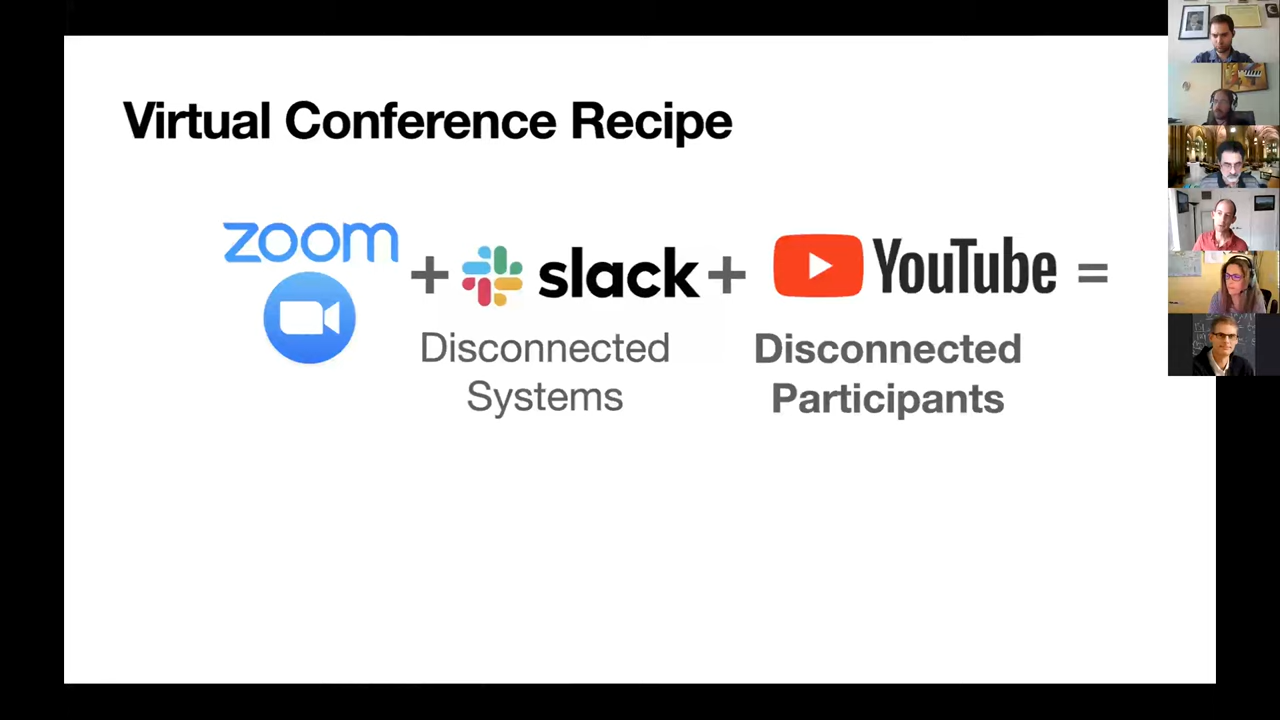 Virtual Conference Recipe
zoom + slack + YouTube =
Disconnected Systems
Disconnected Participants